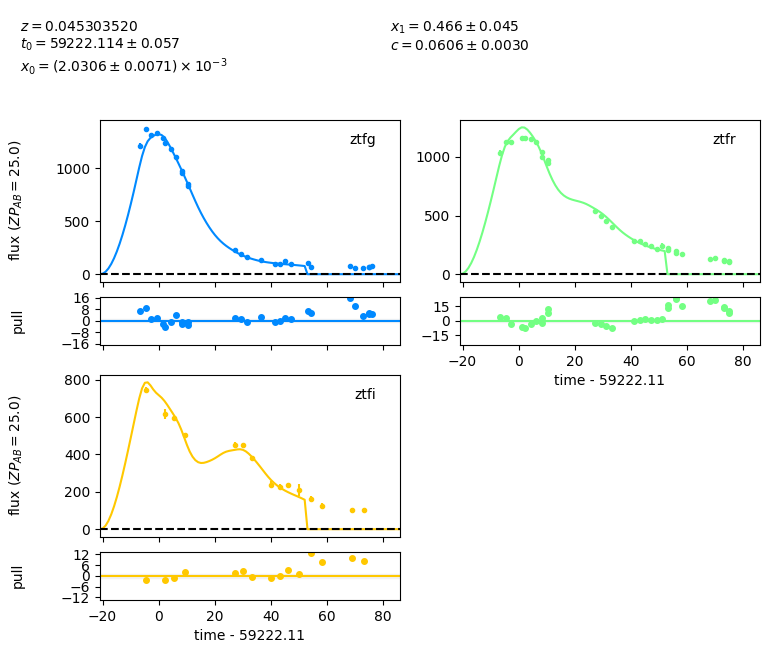 z = 0.045303520
t₀ = 59222.114 ± 0.057
x₀ = (2.0306 ± 0.0071) × 10⁻³
x₁ = 0.466 ± 0.045
c = 0.0606 ± 0.0030
flux (ZP_AB = 25.0)
ztfg
1000
500
0
pull
16
8
0
−8
−16
ztfr
1000
500
0
15
0
−15
−20 0 20 40 60 80
time - 59222.11
flux (ZP_AB = 25.0)
ztfi
800
600
400
200
0
pull
12
6
0
−6
−12
−20 0 20 40 60 80
time - 59222.11